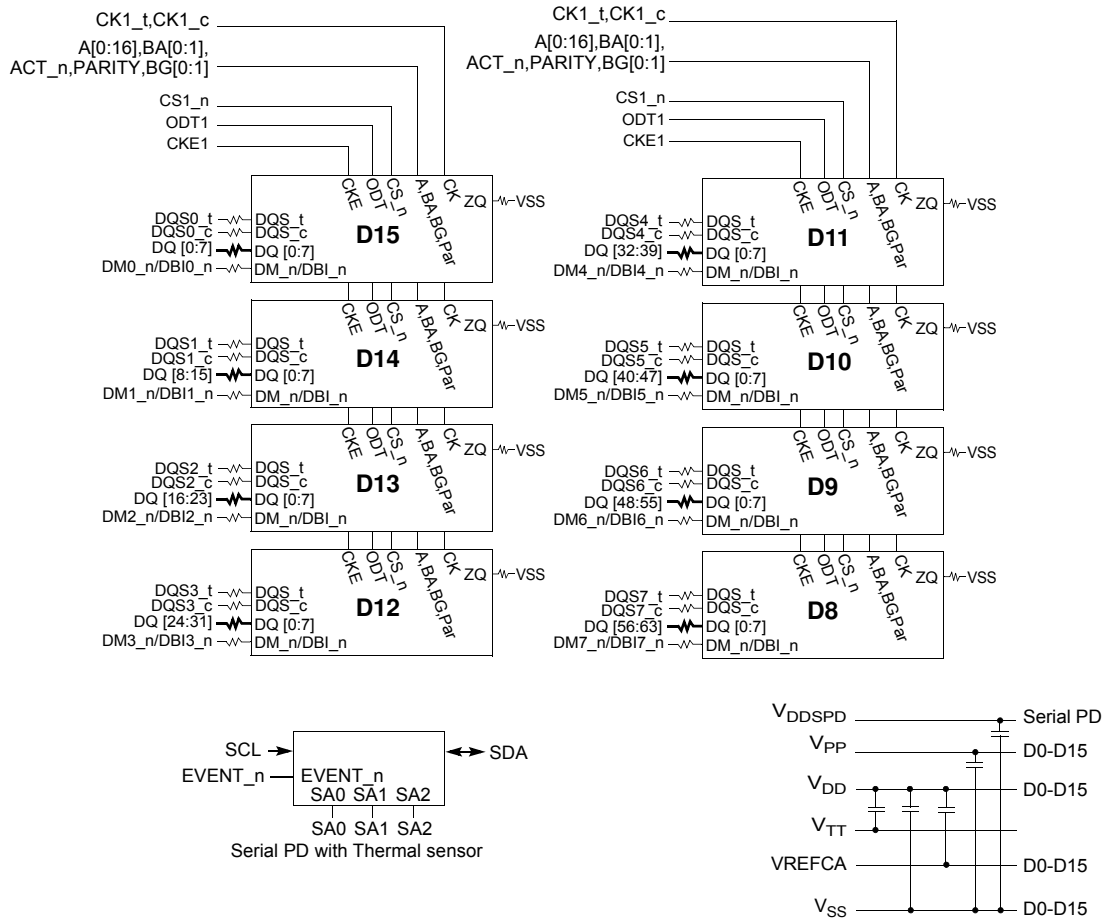 CK1_t,CK1_c
A[0:16],BA[0:1],
ACT_n,PARITY,BG[0:1]
CS1_n
ODT1
CKE1
CKE
ODT
CS_n
A,BA,BG,Par
CK
ZQ
VSS
DQS0_t
DQS0_c
DQ [0:7]
DM0_n/DBI0_n
DQS_t
DQS_c
DQ [0:7]
DM_n/DBI_n
D15
CKE
ODT
CS_n
A,BA,BG,Par
CK
ZQ
VSS
DQS1_t
DQS1_c
DQ [8:15]
DM1_n/DBI1_n
DQS_t
DQS_c
DQ [0:7]
DM_n/DBI_n
D14
CKE
ODT
CS_n
A,BA,BG,Par
CK
ZQ
VSS
DQS2_t
DQS2_c
DQ [16:23]
DM2_n/DBI2_n
DQS_t
DQS_c
DQ [0:7]
DM_n/DBI_n
D13
CKE
ODT
CS_n
A,BA,BG,Par
CK
ZQ
VSS
DQS3_t
DQS3_c
DQ [24:31]
DM3_n/DBI3_n
DQS_t
DQS_c
DQ [0:7]
DM_n/DBI_n
D12
CK1_t,CK1_c
A[0:16],BA[0:1],
ACT_n,PARITY,BG[0:1]
CS1_n
ODT1
CKE1
CKE
ODT
CS_n
A,BA,BG,Par
CK
ZQ
VSS
DQS4_t
DQS4_c
DQ [32:39]
DM4_n/DBI4_n
DQS_t
DQS_c
DQ [0:7]
DM_n/DBI_n
D11
CKE
ODT
CS_n
A,BA,BG,Par
CK
ZQ
VSS
DQS5_t
DQS5_c
DQ [40:47]
DM5_n/DBI5_n
DQS_t
DQS_c
DQ [0:7]
DM_n/DBI_n
D10
CKE
ODT
CS_n
A,BA,BG,Par
CK
ZQ
VSS
DQS6_t
DQS6_c
DQ [48:55]
DM6_n/DBI6_n
DQS_t
DQS_c
DQ [0:7]
DM_n/DBI_n
D9
CKE
ODT
CS_n
A,BA,BG,Par
CK
ZQ
VSS
DQS7_t
DQS7_c
DQ [56:63]
DM7_n/DBI7_n
DQS_t
DQS_c
DQ [0:7]
DM_n/DBI_n
D8
SCL
SDA
EVENT_n
EVENT_n
SA0 SA1 SA2
SA0 SA1 SA2
Serial PD with Thermal sensor
VDDSPD Serial PD
VPP D0-D15
VDD D0-D15
VTT
VREFCA D0-D15
VSS D0-D15